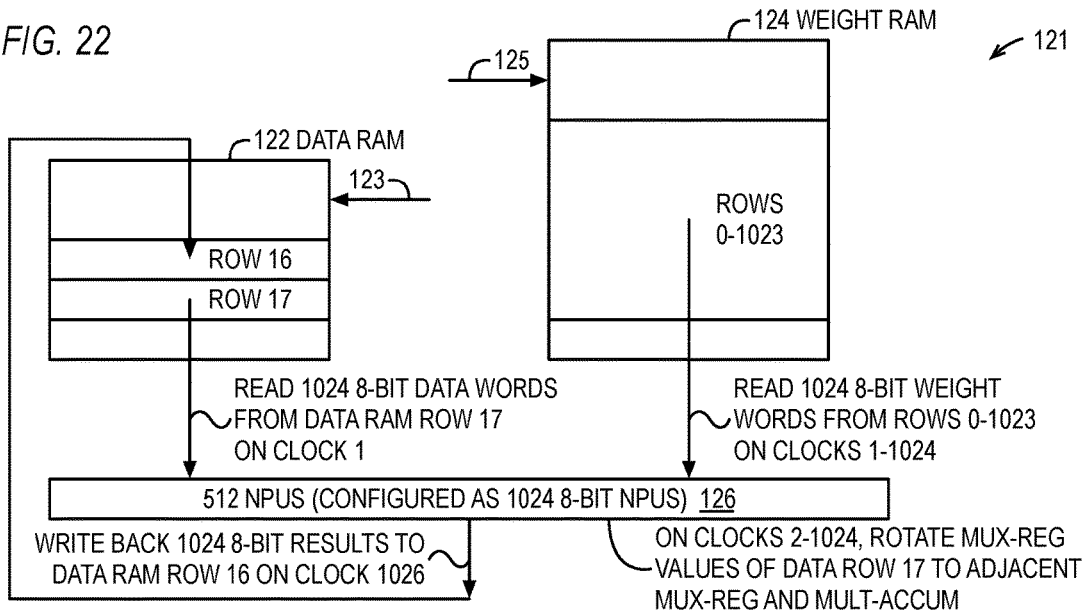 FIG. 22
124 WEIGHT RAM
121
125
122 DATA RAM
123
ROWS
0-1023
ROW 16
ROW 17
READ 1024 8-BIT DATA WORDS
FROM DATA RAM ROW 17
ON CLOCK 1
READ 1024 8-BIT WEIGHT
WORDS FROM ROWS 0-1023
ON CLOCKS 1-1024
512 NPUS (CONFIGURED AS 1024 8-BIT NPUS) 126
WRITE BACK 1024 8-BIT RESULTS TO
DATA RAM ROW 16 ON CLOCK 1026
ON CLOCKS 2-1024, ROTATE MUX-REG
VALUES OF DATA ROW 17 TO ADJACENT
MUX-REG AND MULT-ACCUM